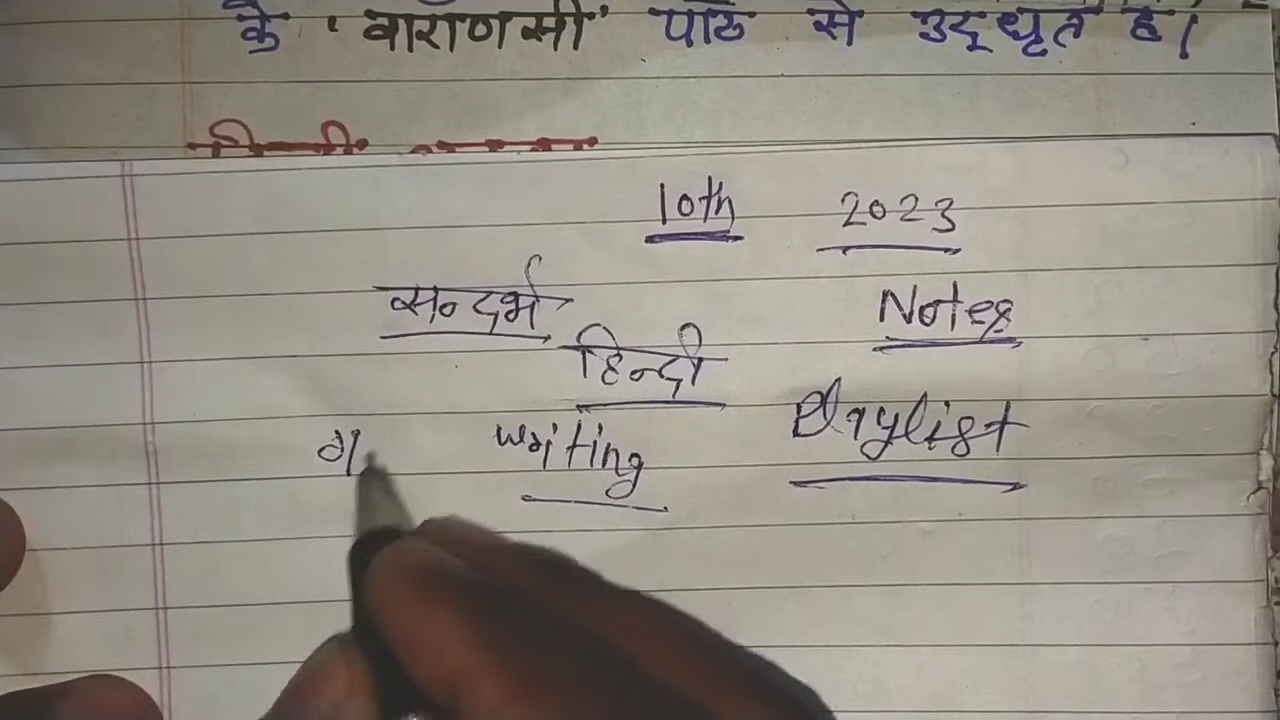 के 'वाराणसी' पाठ से उद्धृत है।
10th 2023
सन्दर्भ Notes
हिन्दी
writing Playlist